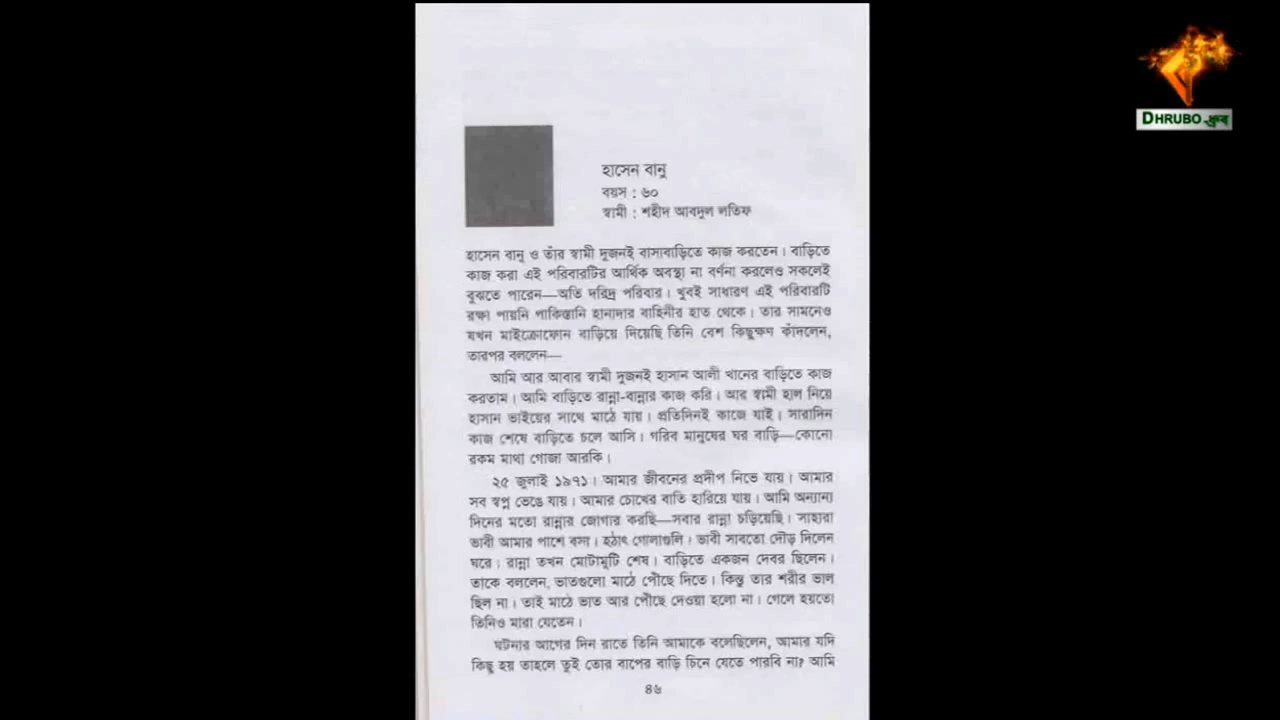 DHRUBO ধ্রুব
হাসেন বানু
বয়স : ৬০
স্বামী : শহীদ আবদুল লতিফ
হাসেন বানু ও তাঁর স্বামী দুজনই বাসাবাড়িতে কাজ করতেন। বাড়িতে
কাজ করা এই পরিবারটির আর্থিক অবস্থা না বর্ণনা করলেও সকলেই
বুঝতে পারেন—অতি দরিদ্র পরিবার। খুবই সাধারণ এই পরিবারটি
রক্ষা পায়নি পাকিস্তানি হানাদার বাহিনীর হাত থেকে। তার সামনেও
যখন মাইক্রোফোন বাড়িয়ে দিয়েছি তিনি বেশ কিছুক্ষণ কাঁদলেন,
তারপর বললেন—
আমি আর আবার স্বামী দুজনই হাসান আলী খানের বাড়িতে কাজ
করতাম। আমি বাড়িতে রান্না-বান্নার কাজ করি। আর স্বামী হাল নিয়ে
হাসান ভাইয়ের সাথে মাঠে যায়। প্রতিদিনই কাজে যাই। সারাদিন
কাজ শেষে বাড়িতে চলে আসি। গরিব মানুষের ঘর বাড়ি—কোনো
রকম মাথা গোজা আরকি।
২৫ জুলাই ১৯৭১। আমার জীবনের প্রদীপ নিভে যায়। আমার
সব স্বপ্ন ভেঙে যায়। আমার চোখের বাতি হারিয়ে যায়। আমি অন্যান্য
দিনের মতো রান্নার জোগার করছি—সবার রান্না চড়িয়েছি। সাহারা
ভাবী আমার পাশে বসা। হঠাৎ গোলাগুলি। ভাবী সাবতো দৌড় দিলেন
ঘরে। রান্না তখন মোটামুটি শেষ। বাড়িতে একজন দেবর ছিলেন।
তাকে বললেন, ভাতগুলো মাঠে পৌঁছে দিতে। কিন্তু তার শরীর ভাল
ছিল না। তাই মাঠে ভাত আর পৌঁছে দেওয়া হলো না। গেলে হয়তো
তিনিও মারা যেতেন।
ঘটনার আগের দিন রাতে তিনি আমাকে বলেছিলেন, আমার যদি
কিছু হয় তাহলে তুই তোর বাপের বাড়ি চিনে যেতে পারবি না? আমি
৪৬